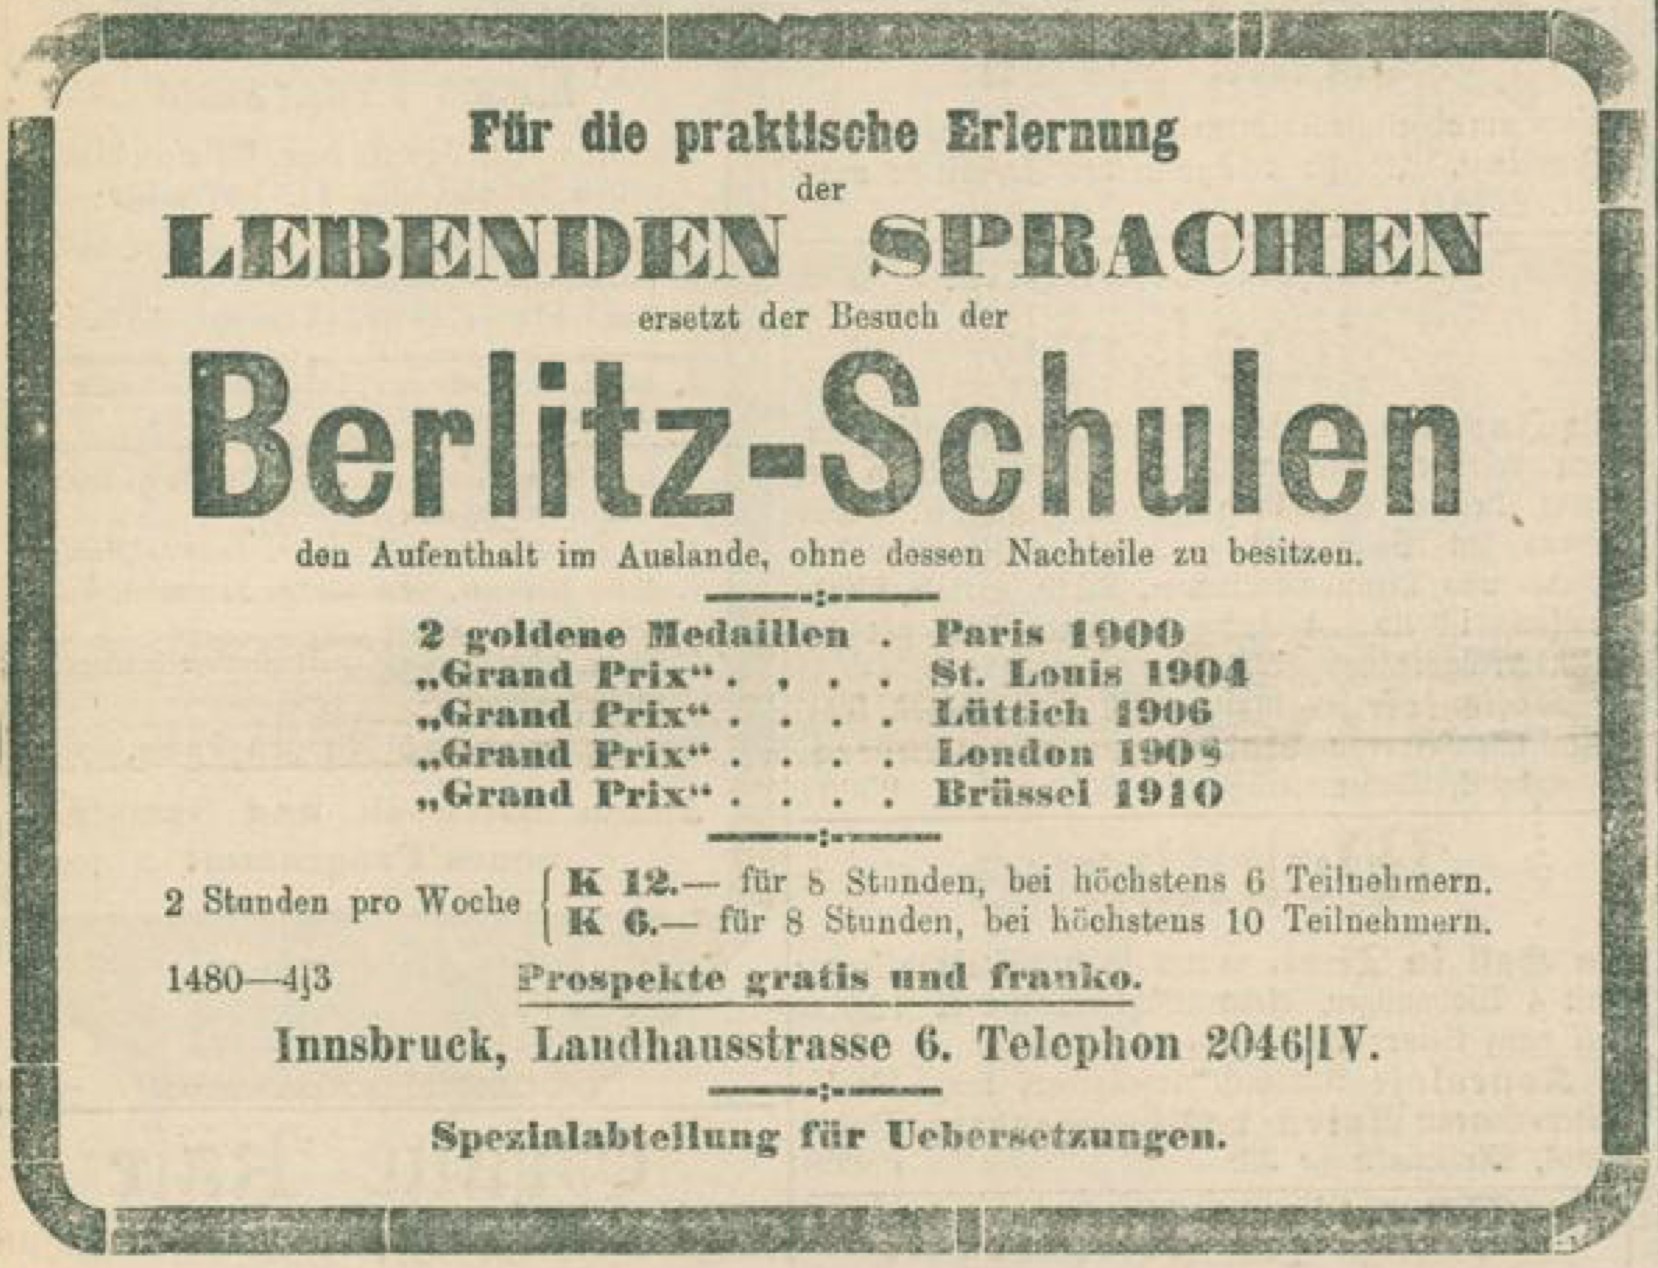 Für die praktische Erlernung
der
LEBENDEN SPRACHEN
ersetzt der Besuch der
Berlitz-Schulen
den Aufenthalt im Auslande, ohne dessen Nachteile zu besitzen.
2 goldene Medaillen . Paris 1900
„Grand Prix“ . . . . St. Louis 1904
„Grand Prix“ . . . . Lüttich 1906
„Grand Prix“ . . . . London 1908
„Grand Prix“ . . . . Brüssel 1910
2 Stunden pro Woche { K 12.— für 8 Stunden, bei höchstens 6 Teilnehmern.
K 6.— für 8 Stunden, bei höchstens 10 Teilnehmern.
1480—4|3 Prospekte gratis und franko.
Innsbruck, Landhausstrasse 6. Telephon 2046|IV.
Spezialabteilung für Uebersetzungen.